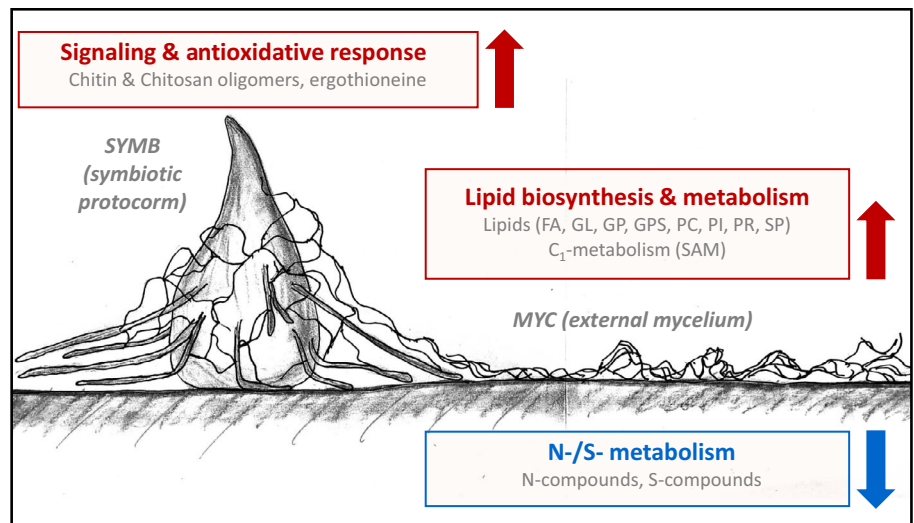 Signaling & antioxidative response
Chitin & Chitosan oligomers, ergothioneine
SYMB
(symbiotic
protocorm)
Lipid biosynthesis & metabolism
Lipids (FA, GL, GP, GPS, PC, PI, PR, SP)
C₁-metabolism (SAM)
MYC (external mycelium)
N-/S- metabolism
N-compounds, S-compounds